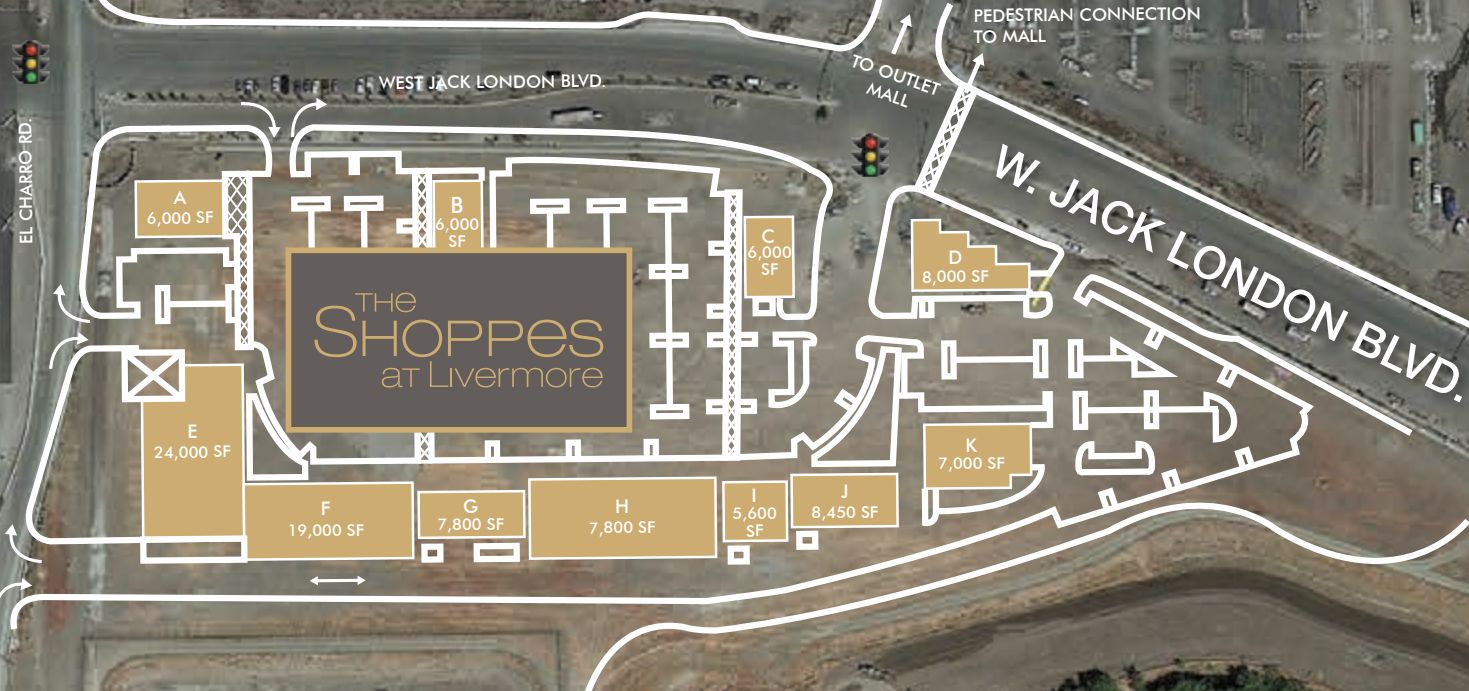 PEDESTRIAN CONNECTION
TO MALL
TO OUTLET
MALL
WEST JACK LONDON BLVD.
EL CHARRO RD.
W. JACK LONDON BLVD.
A
6,000 SF
B
6,000
SF
C
6,000
SF
D
8,000 SF
THE
SHOPPES
AT LIVERMORE
E
24,000 SF
F
19,000 SF
G
7,800 SF
H
7,800 SF
I
5,600
SF
J
8,450 SF
K
7,000 SF